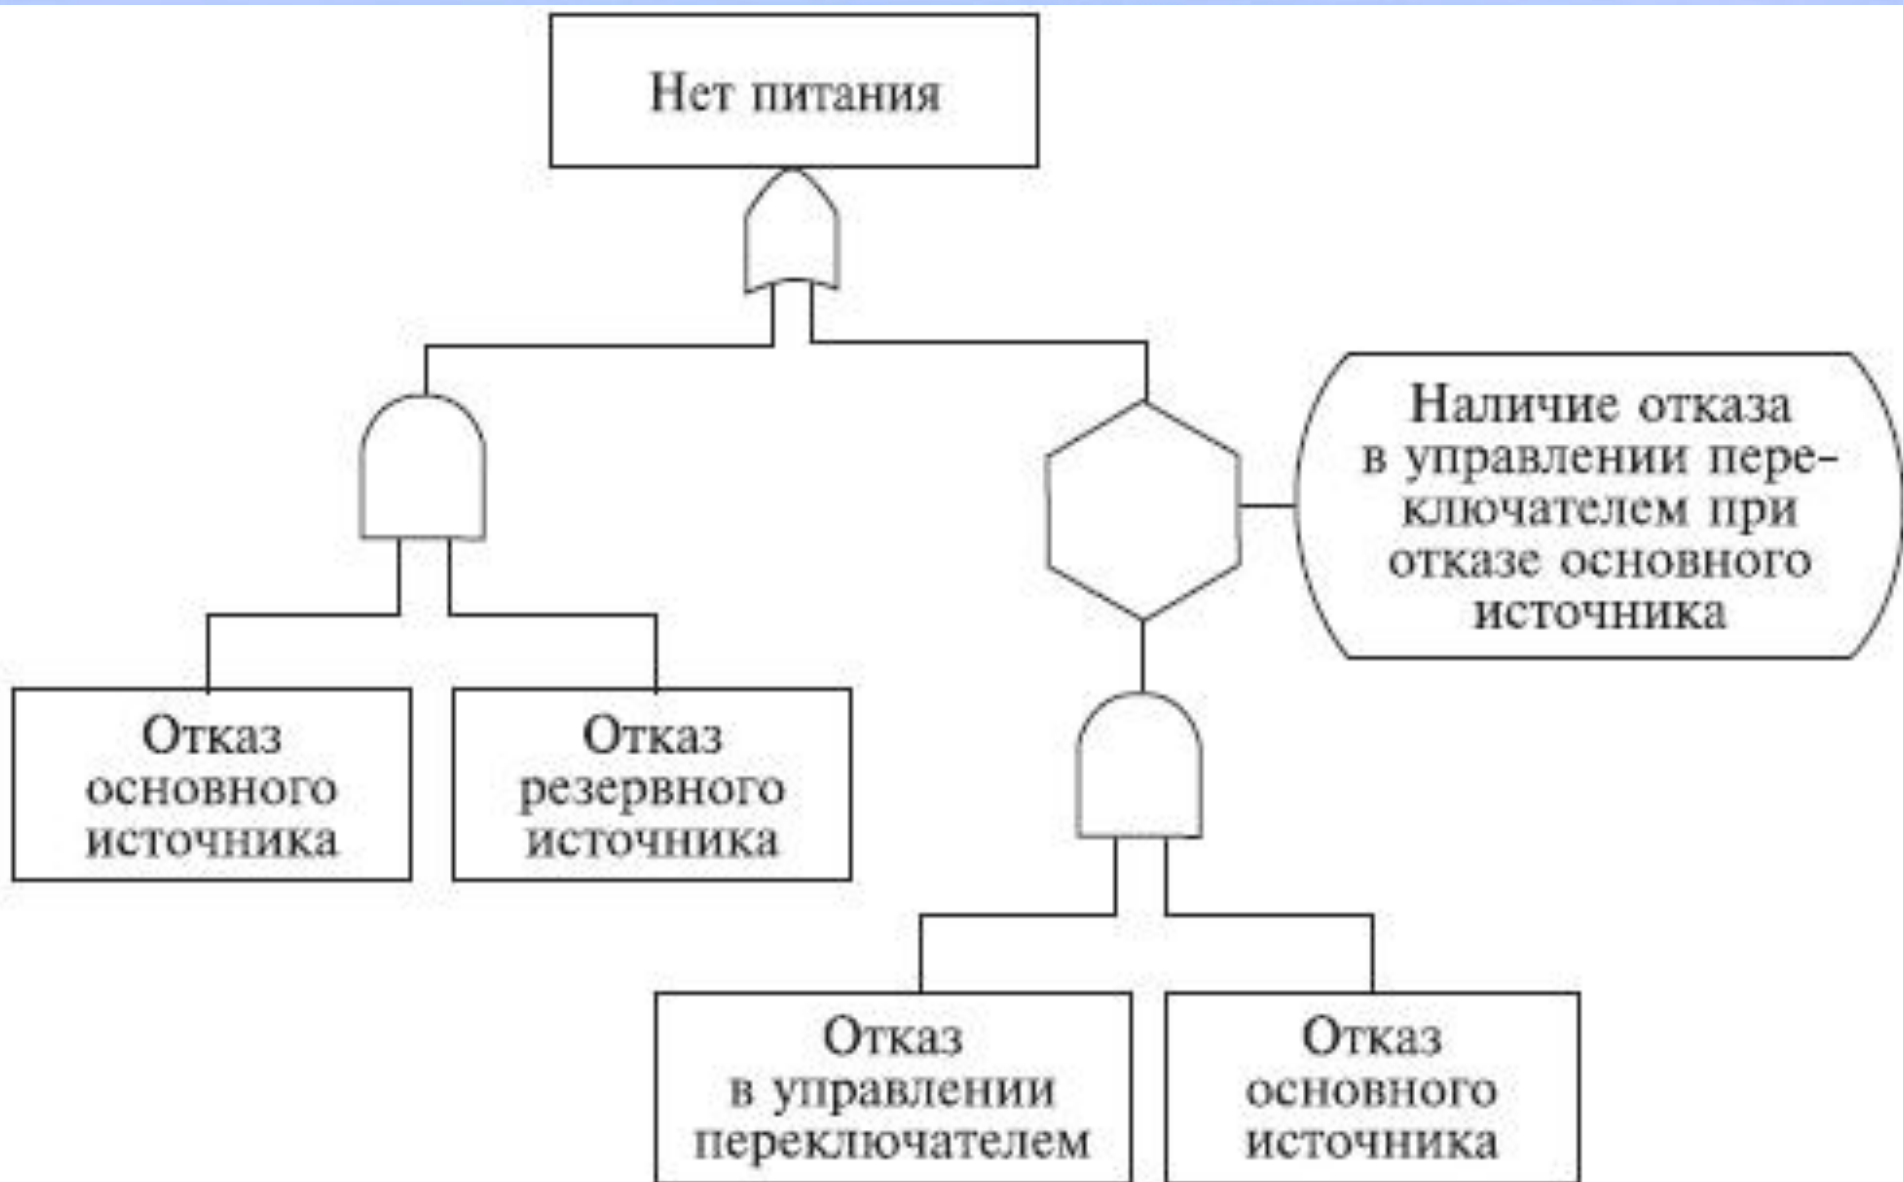 Нет питания
Наличие отказа
в управлении пере-
ключателем при
отказе основного
источника
Отказ
основного
источника
Отказ
резервного
источника
Отказ
в управлении
переключателем
Отказ
основного
источника